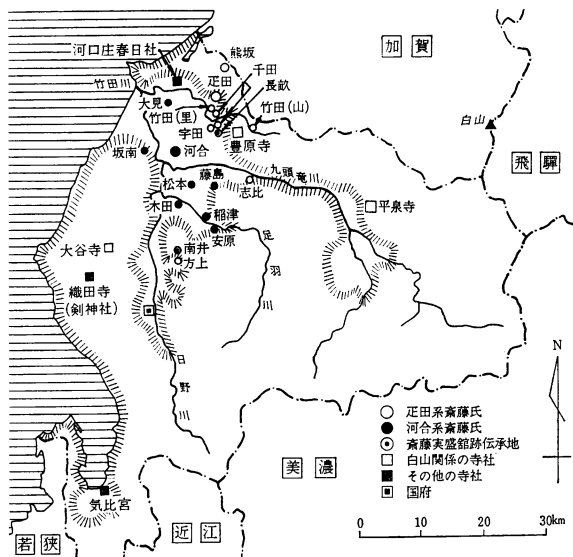 河口庄春日社
熊坂
加賀
千田
長畝
竹田川
疋田
竹田(山)
大見
竹田(里)
宇田
豊原寺
白山
坂南
河合
飛驒
九頭竜川
松本
藤島
志比
平泉寺
木田
稲津
安原
足羽川
大谷寺
南井
方上
織田寺
(剣神社)
日野川
N
疋田系斎藤氏
河合系斎藤氏
斎藤実盛館跡伝承地
白山関係の寺社
その他の寺社
国府
美濃
気比宮
若狭
近江
0 10 20 30km